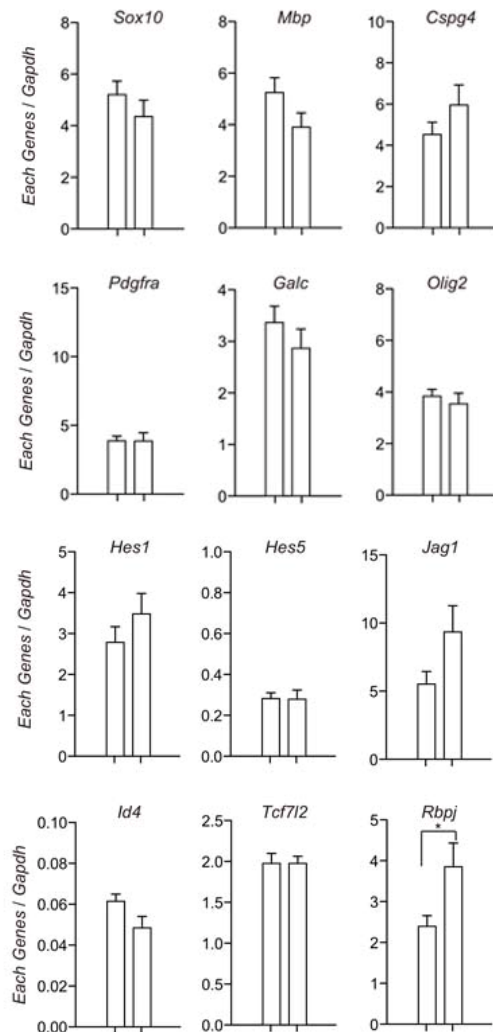 Sox10 Mbp Cspg4
Each Genes / Gapdh
8 6 4 2 0
8 6 4 2 0
10 8 6 4 2 0
Pdgfra Galc Olig2
Each Genes / Gapdh
15 10 5 0
4 3 2 1 0
8 6 4 2 0
Hes1 Hes5 Jag1
Each Genes / Gapdh
5 4 3 2 1 0
1.0 0.8 0.6 0.4 0.2 0.0
15 10 5 0
Id4 Tcf7l2 Rbpj
Each Genes / Gapdh
0.10 0.08 0.06 0.04 0.02 0.00
2.5 2.0 1.5 1.0 0.5 0.0
5 4 3 2 1 0
*